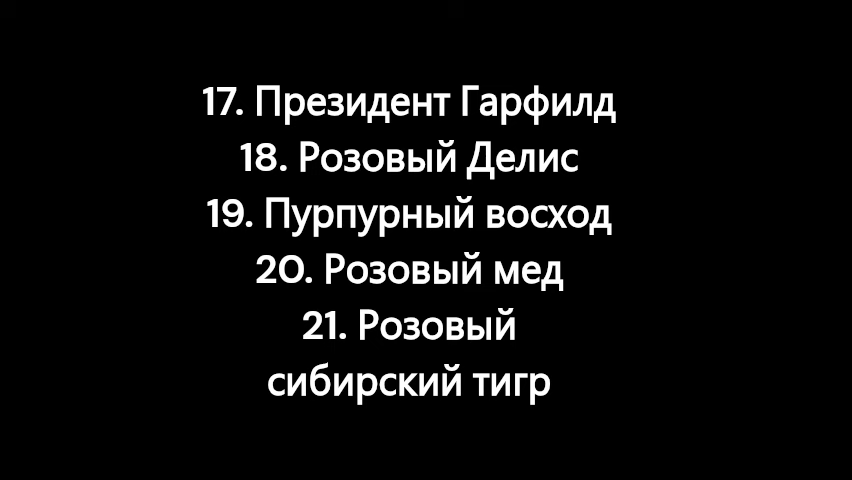 17. Президент Гарфилд
18. Розовый Делис
19. Пурпурный восход
20. Розовый мед
21. Розовый
сибирский тигр